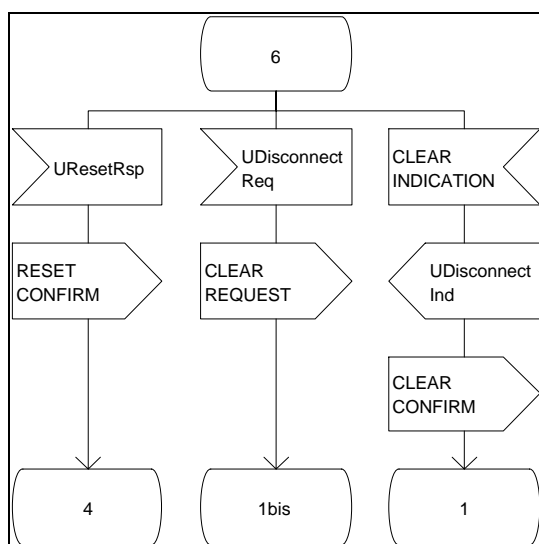 6
UResetRsp
UDisconnect
Req
CLEAR
INDICATION
RESET
CONFIRM
CLEAR
REQUEST
UDisconnect
Ind
CLEAR
CONFIRM
4
1bis
1